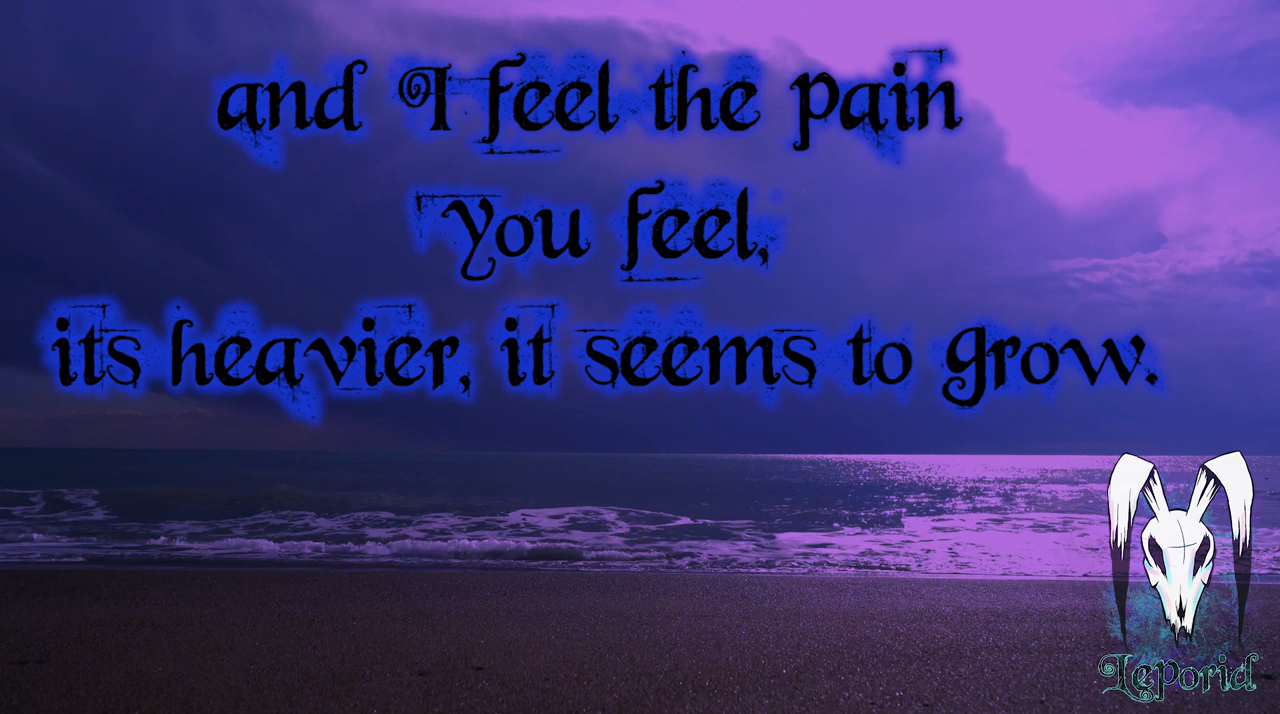 and I feel the pain
you feel,
its heavier, it seems to grow.
Leporid